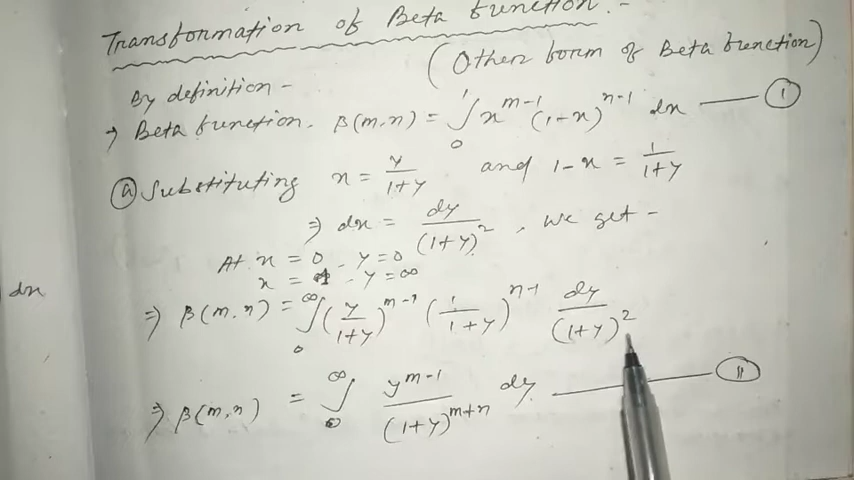 Transformation of Beta function.-
(Other form of Beta function)
By definition -
→ Beta function. β(m,n) = ∫₀¹ x^{m-1} (1-x)^{n-1} dx —— (I)
(a) Substituting x = y/(1+y) and 1-x = 1/(1+y)
⇒ dx = dy/(1+y)², we get -
At x = 0 - y = 0
x = 1 - y = ∞
dx
⇒ β(m,n) = ∫₀^∞ (y/(1+y))^{m-1} (1/(1+y))^{n-1} dy/(1+y)²
⇒ β(m,n) = ∫₀^∞ y^{m-1}/(1+y)^{m+n} dy —— (II)